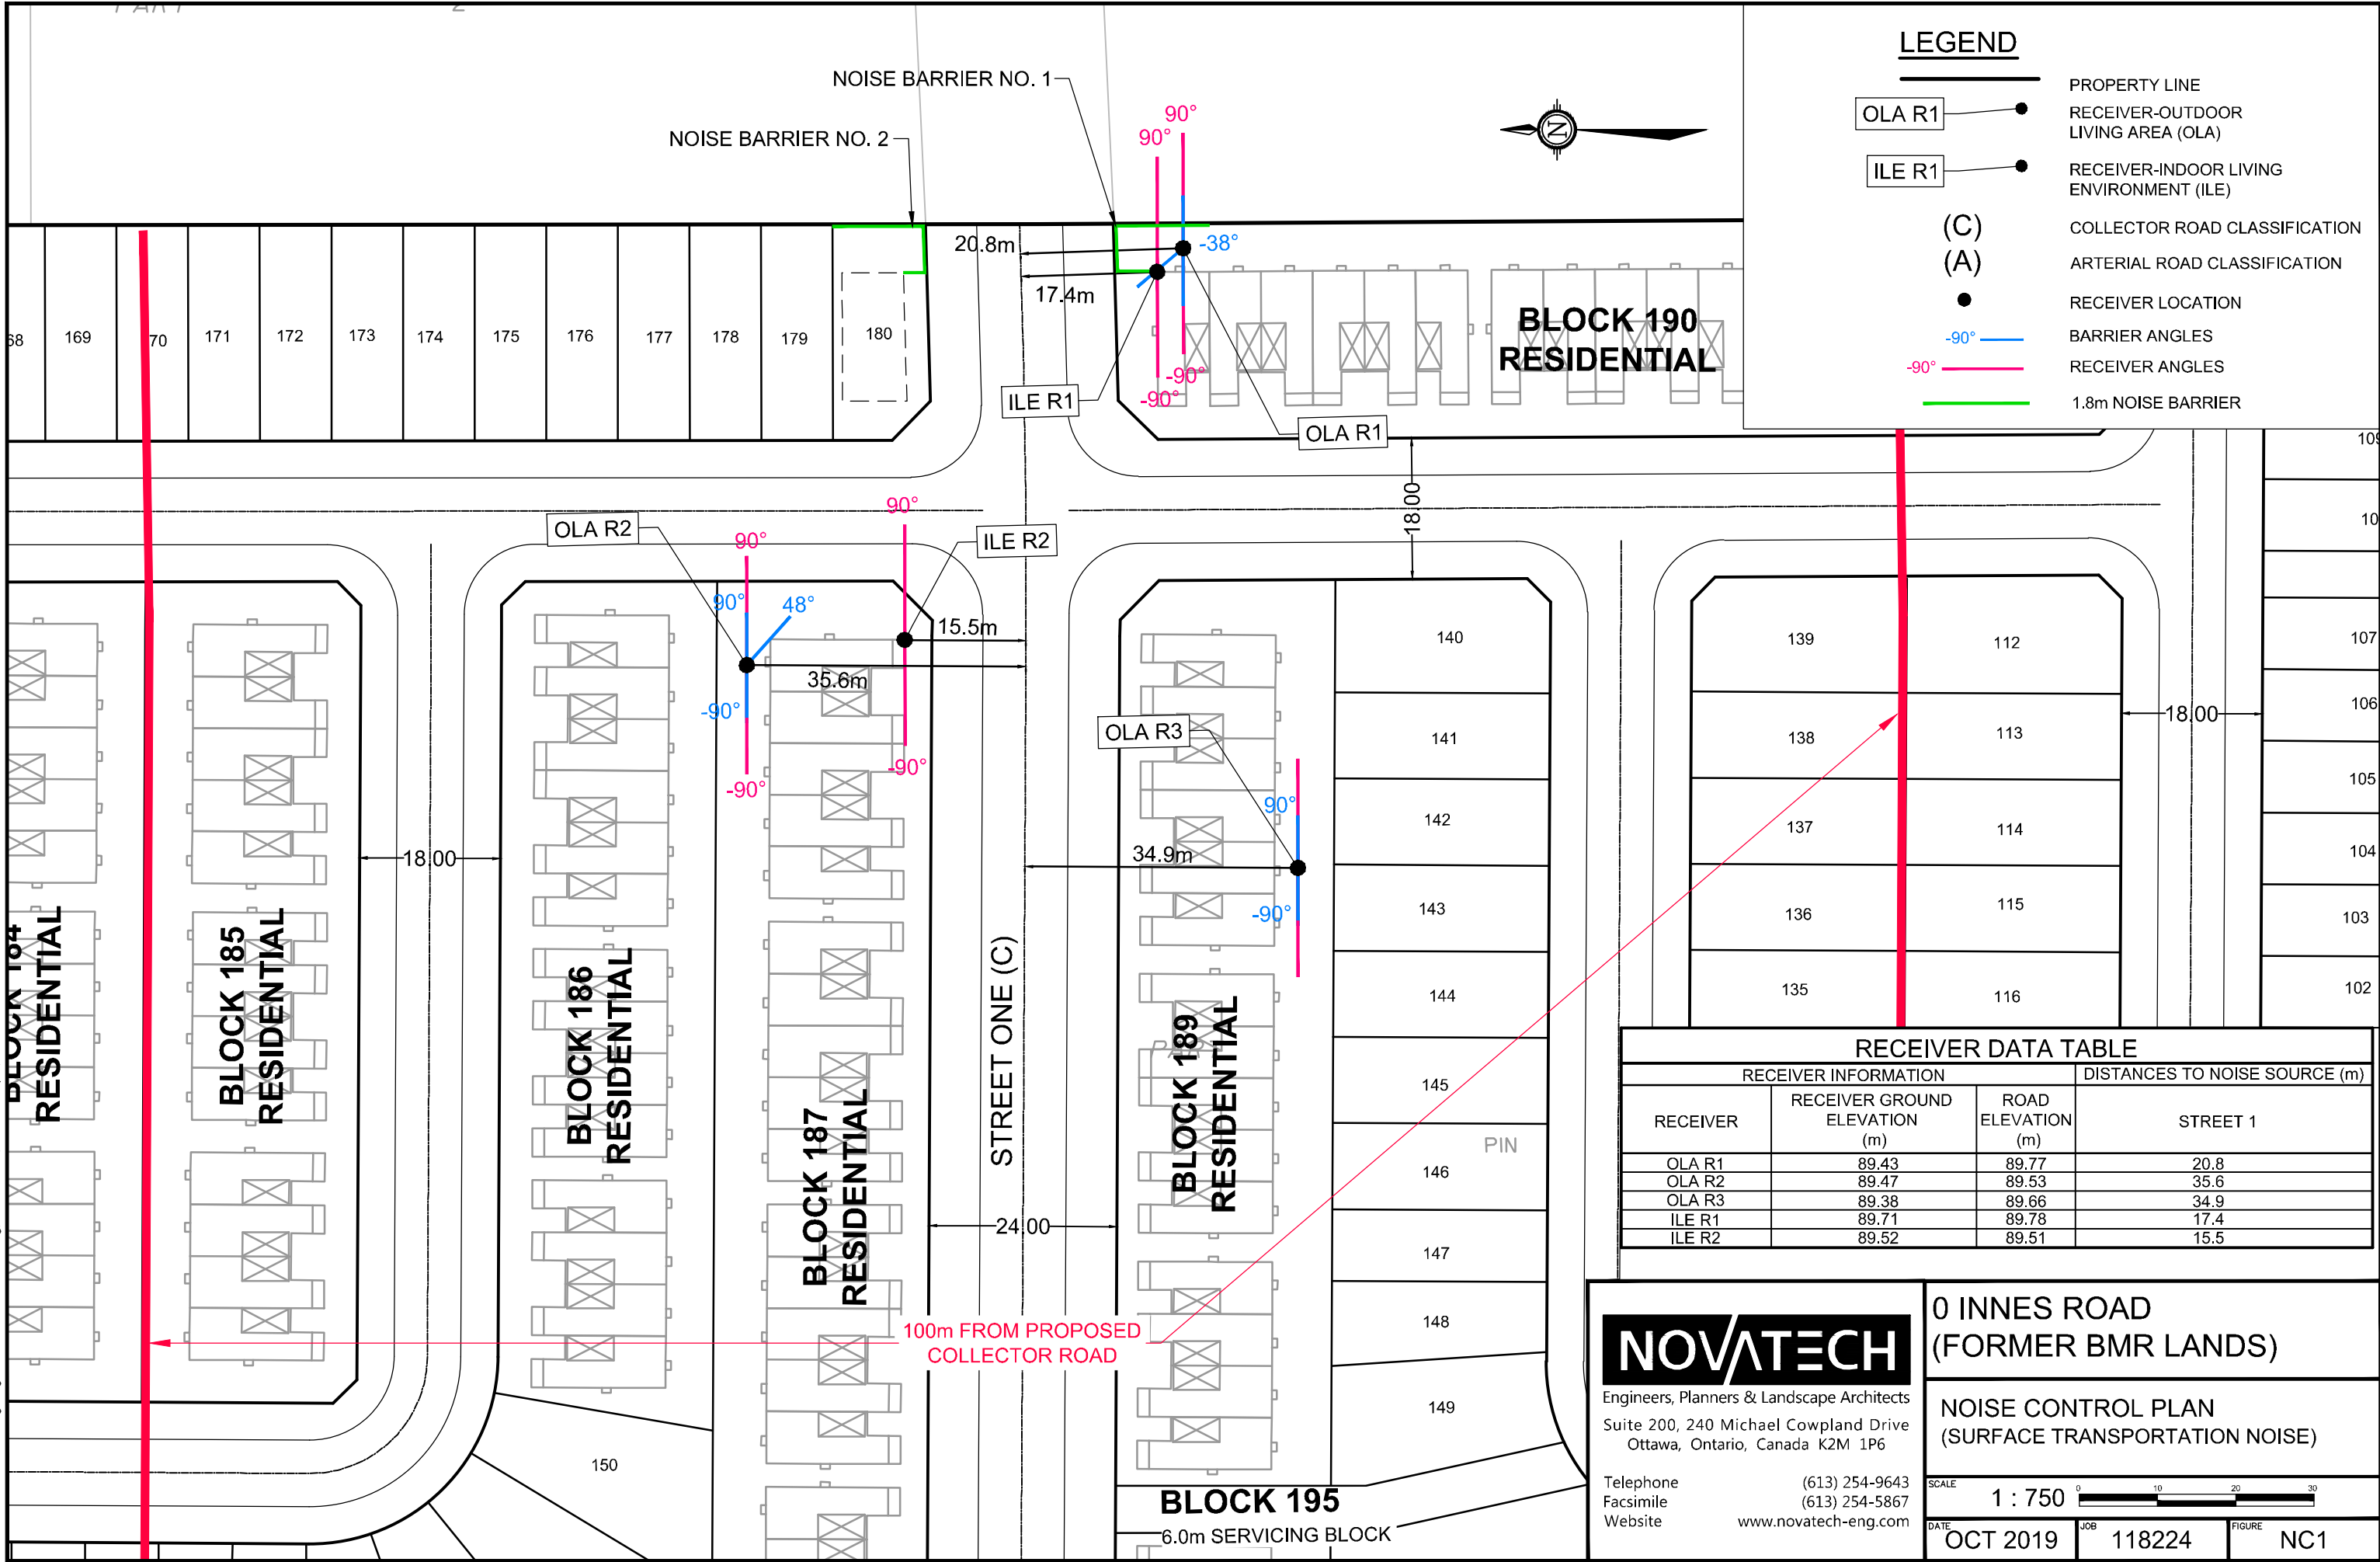 PART 2
NOISE BARRIER NO. 1
NOISE BARRIER NO. 2
90°
90°
N
LEGEND
PROPERTY LINE
OLA R1
RECEIVER-OUTDOOR
LIVING AREA (OLA)
ILE R1
RECEIVER-INDOOR LIVING
ENVIRONMENT (ILE)
(C)
COLLECTOR ROAD CLASSIFICATION
(A)
ARTERIAL ROAD CLASSIFICATION
RECEIVER LOCATION
-90°
BARRIER ANGLES
-90°
RECEIVER ANGLES
1.8m NOISE BARRIER
20.8m
-38°
17.4m
68
169
70
171
172
173
174
175
176
177
178
179
180
BLOCK 190
RESIDENTIAL
-90°
-90°
ILE R1
OLA R1
109
10
18.00
OLA R2
90°
90°
ILE R2
90°
48°
15.5m
35.6m
-90°
-90°
-90°
OLA R3
90°
-90°
34.9m
140
141
142
143
144
145
146
147
148
149
150
139
138
137
136
135
112
113
114
115
116
18.00
107
106
105
104
103
102
18.00
BLOCK 184
RESIDENTIAL
BLOCK 185
RESIDENTIAL
BLOCK 186
RESIDENTIAL
BLOCK 187
RESIDENTIAL
STREET ONE (C)
BLOCK 189
RESIDENTIAL
PIN
24.00
100m FROM PROPOSED
COLLECTOR ROAD
BLOCK 195
6.0m SERVICING BLOCK
RECEIVER DATA TABLE
RECEIVER INFORMATION DISTANCES TO NOISE SOURCE (m)
RECEIVER
RECEIVER GROUND
ELEVATION
(m)
ROAD
ELEVATION
(m)
STREET 1
OLA R1 89.43 89.77 20.8
OLA R2 89.47 89.53 35.6
OLA R3 89.38 89.66 34.9
ILE R1 89.71 89.78 17.4
ILE R2 89.52 89.51 15.5
NOVATECH
Engineers, Planners & Landscape Architects
Suite 200, 240 Michael Cowpland Drive
Ottawa, Ontario, Canada K2M 1P6
Telephone (613) 254-9643
Facsimile (613) 254-5867
Website www.novatech-eng.com
0 INNES ROAD
(FORMER BMR LANDS)
NOISE CONTROL PLAN
(SURFACE TRANSPORTATION NOISE)
SCALE
1 : 750
0 10 20 30
DATE
OCT 2019
JOB
118224
FIGURE
NC1